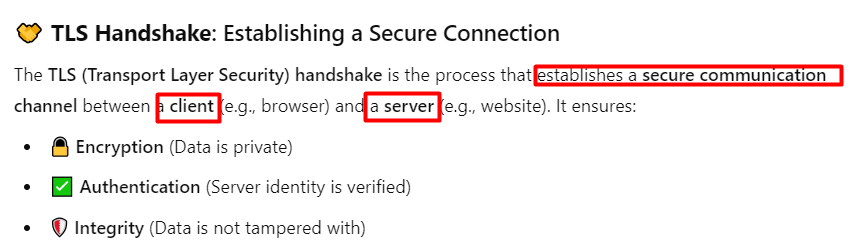 🤝 TLS Handshake: Establishing a Secure Connection
The TLS (Transport Layer Security) handshake is the process that establishes a secure communication
channel between a client (e.g., browser) and a server (e.g., website). It ensures:
• 🔒 Encryption (Data is private)
• ✅ Authentication (Server identity is verified)
• 🛡️ Integrity (Data is not tampered with)